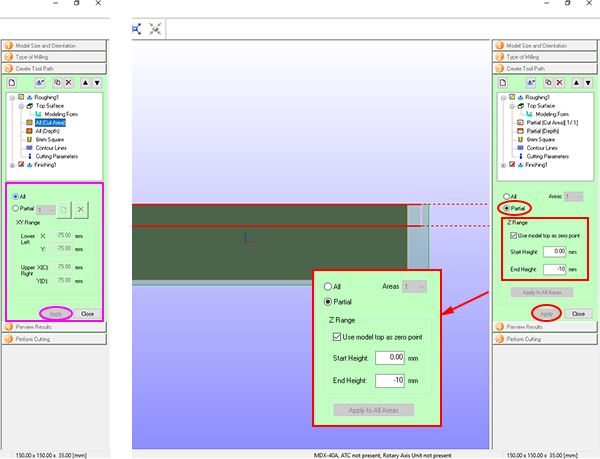 Model Size and Orientation
Type of Milling
Create Tool Path
Roughing1
Top Surface
Modeling Form
All [Cut Area]
All [Depth]
6mm Square
Contour Lines
Cutting Parameters
Finishing1
All
Partial 1
XY Range
Lower Left X: -75.00 mm
Y: -75.00 mm
Upper Right X(C): 75.00 mm
Y(D): 75.00 mm
Apply Close
Preview Results
Perform Cutting
150.00 x 150.00 x 35.00 [mm]
All Areas 1
Partial
Z Range
Use model top as zero point
Start Height: 0.00 mm
End Height: -10 mm
Apply to All Areas
MDX-40A, ATC not present, Rotary Axis Unit not present
Model Size and Orientation
Type of Milling
Create Tool Path
Roughing1
Top Surface
Modeling Form
Partial [Cut Area][ 1 / 1 ]
Partial [Depth]
6mm Square
Contour Lines
Cutting Parameters
Finishing1
All Areas 1
Partial
Z Range
Use model top as zero point
Start Height: 0.00 mm
End Height: -10 mm
Apply to All Areas
Apply Close
Preview Results
Perform Cutting
150.00 x 150.00 x 35.00 [mm]